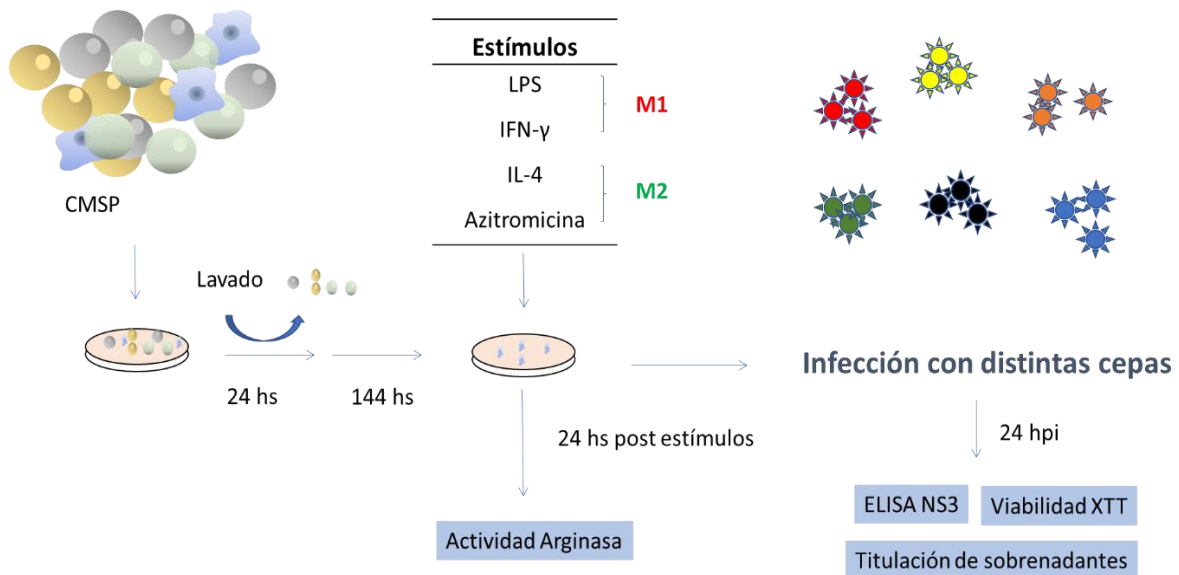 Estímulos
LPS
M1
IFN-γ
IL-4
M2
Azitromicina
CMSP
Lavado
24 hs
144 hs
Infección con distintas cepas
24 hs post estímulos
24 hpi
ELISA NS3
Viabilidad XTT
Actividad Arginasa
Titulación de sobrenadantes